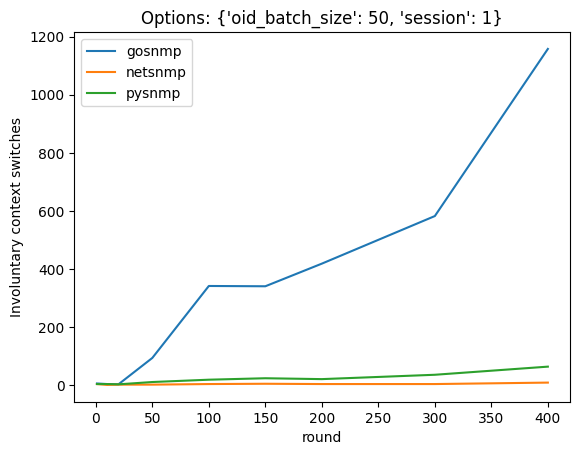 Options: {'oid_batch_size': 50, 'session': 1}
gosnmp
netsnmp
pysnmp
Involuntary context switches
1200
1000
800
600
400
200
0
0 50 100 150 200 250 300 350 400
round